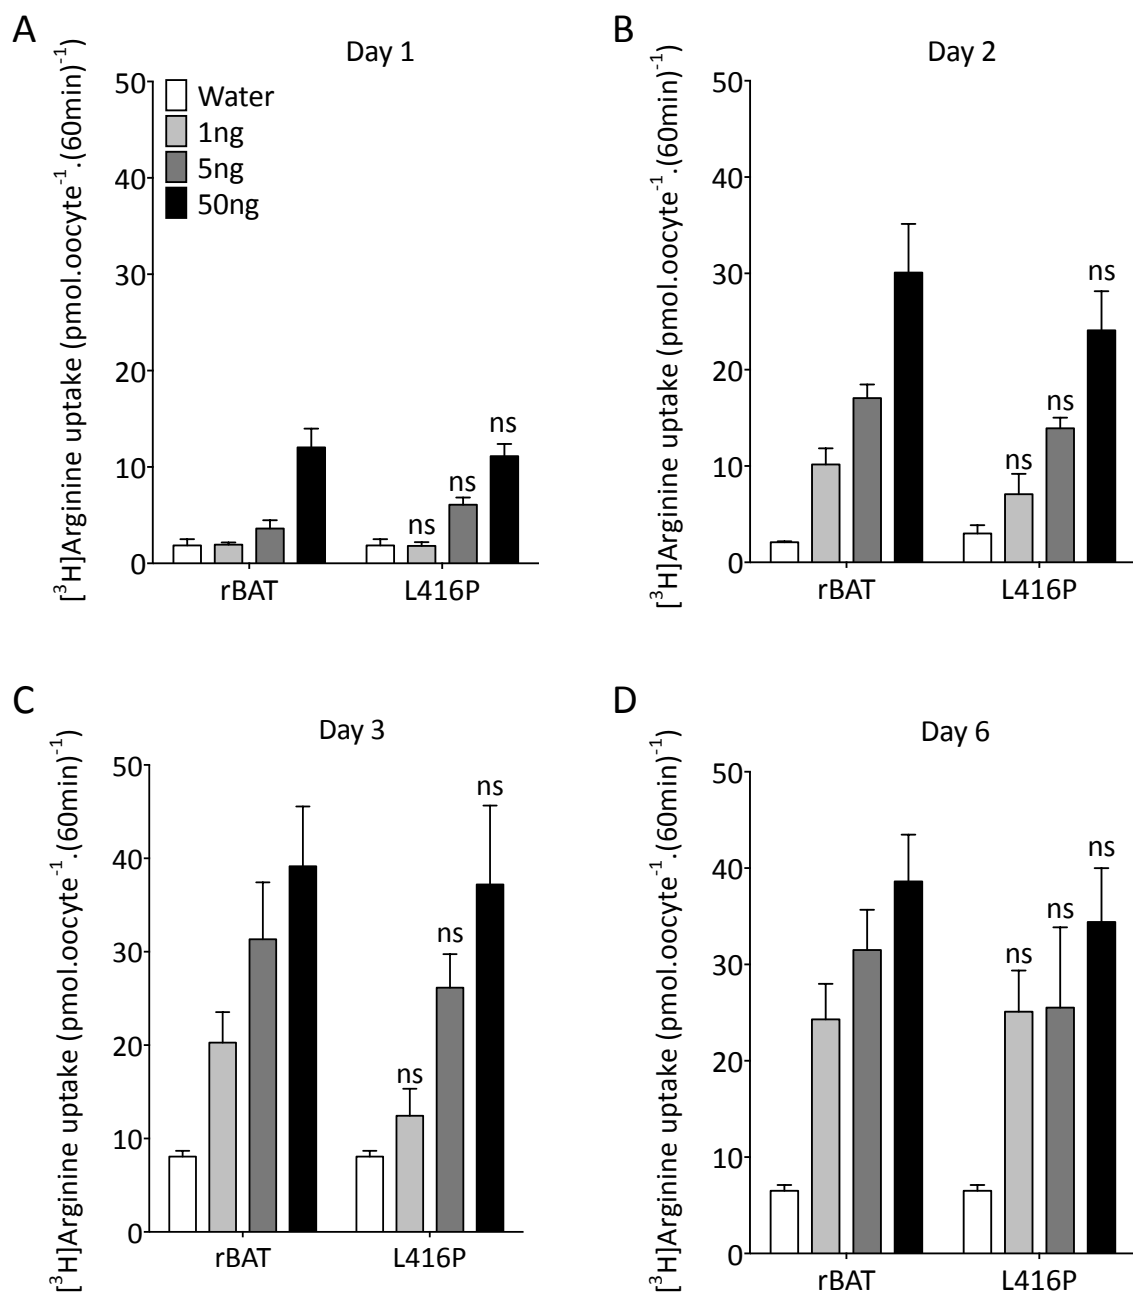 A
Day 1
[³H]Arginine uptake (pmol.oocyte⁻¹.(60min)⁻¹)
50
40
30
20
10
0
Water
1ng
5ng
50ng
ns
ns
ns
rBAT
L416P
B
Day 2
[³H]Arginine uptake (pmol.oocyte⁻¹.(60min)⁻¹)
50
40
30
20
10
0
ns
ns
ns
rBAT
L416P
C
Day 3
[³H]Arginine uptake (pmol.oocyte⁻¹.(60min)⁻¹)
50
40
30
20
10
0
ns
ns
ns
rBAT
L416P
D
Day 6
[³H]Arginine uptake (pmol.oocyte⁻¹.(60min)⁻¹)
50
40
30
20
10
0
ns
ns
ns
rBAT
L416P